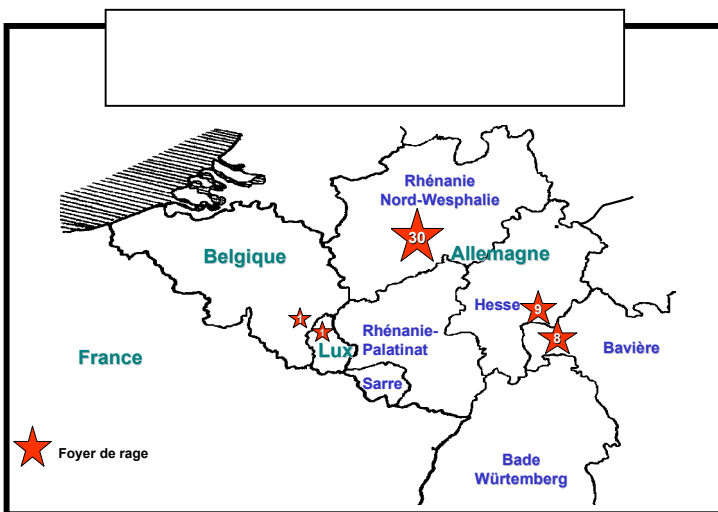 Rhénanie
Nord-Wesphalie
30
Belgique
Allemagne
Hesse
9
1
1
Rhénanie-
Palatinat
Lux
8
Bavière
France
Sarre
Foyer de rage
Bade
Würtemberg